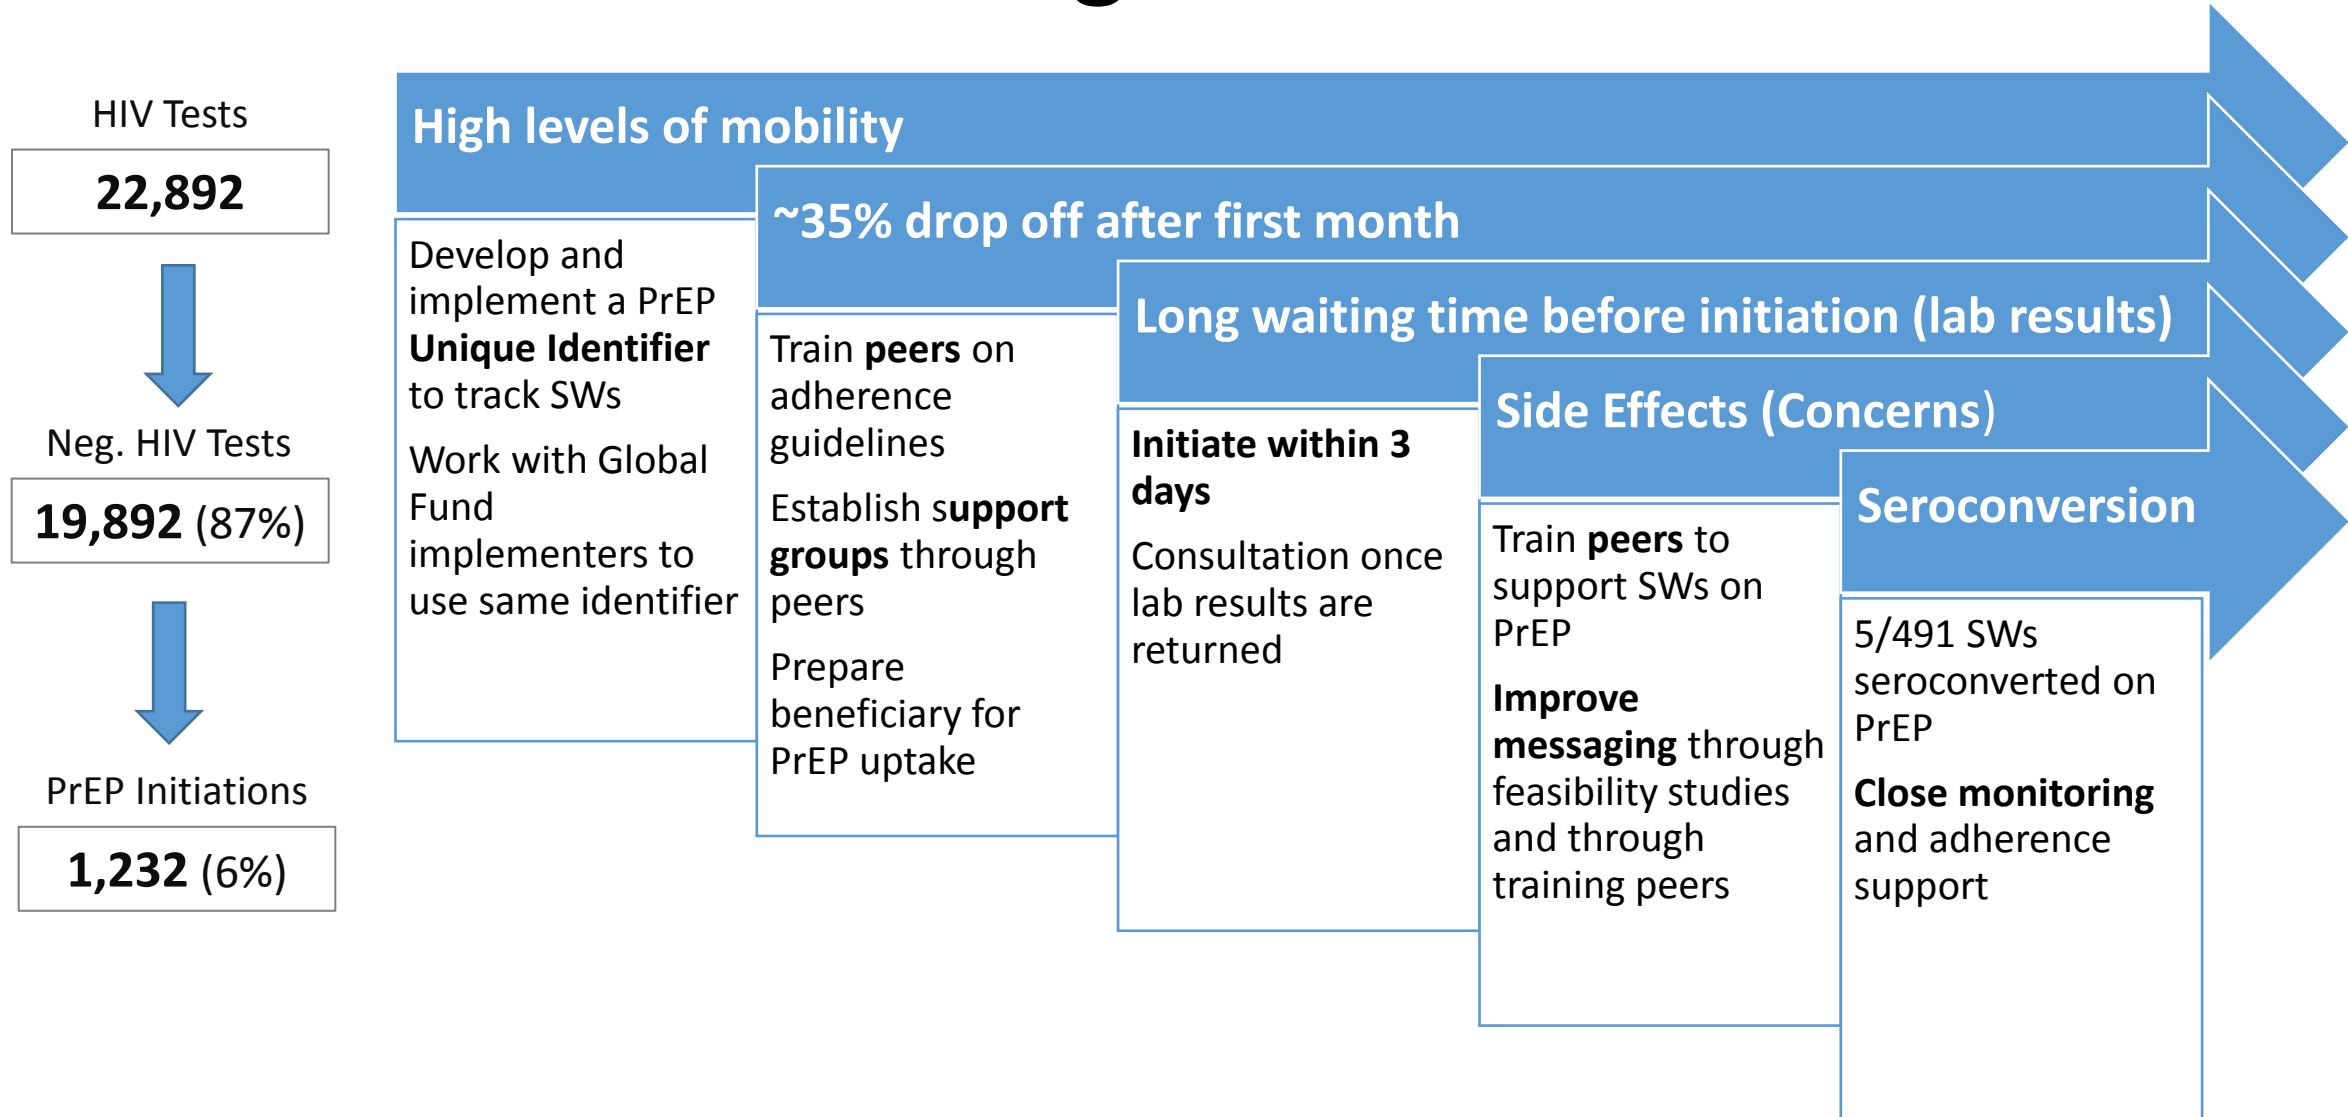 HIV Tests
22,892
Neg. HIV Tests
19,892 (87%)
PrEP Initiations
1,232 (6%)
High levels of mobility
Develop and
implement a PrEP
Unique Identifier
to track SWs
Work with Global
Fund
implementers to
use same identifier
~35% drop off after first month
Train peers on
adherence
guidelines
Establish support
groups through
peers
Prepare
beneficiary for
PrEP uptake
Long waiting time before initiation (lab results)
Initiate within 3
days
Consultation once
lab results are
returned
Side Effects (Concerns)
Train peers to
support SWs on
PrEP
Improve
messaging through
feasibility studies
and through
training peers
Seroconversion
5/491 SWs
seroconverted on
PrEP
Close monitoring
and adherence
support